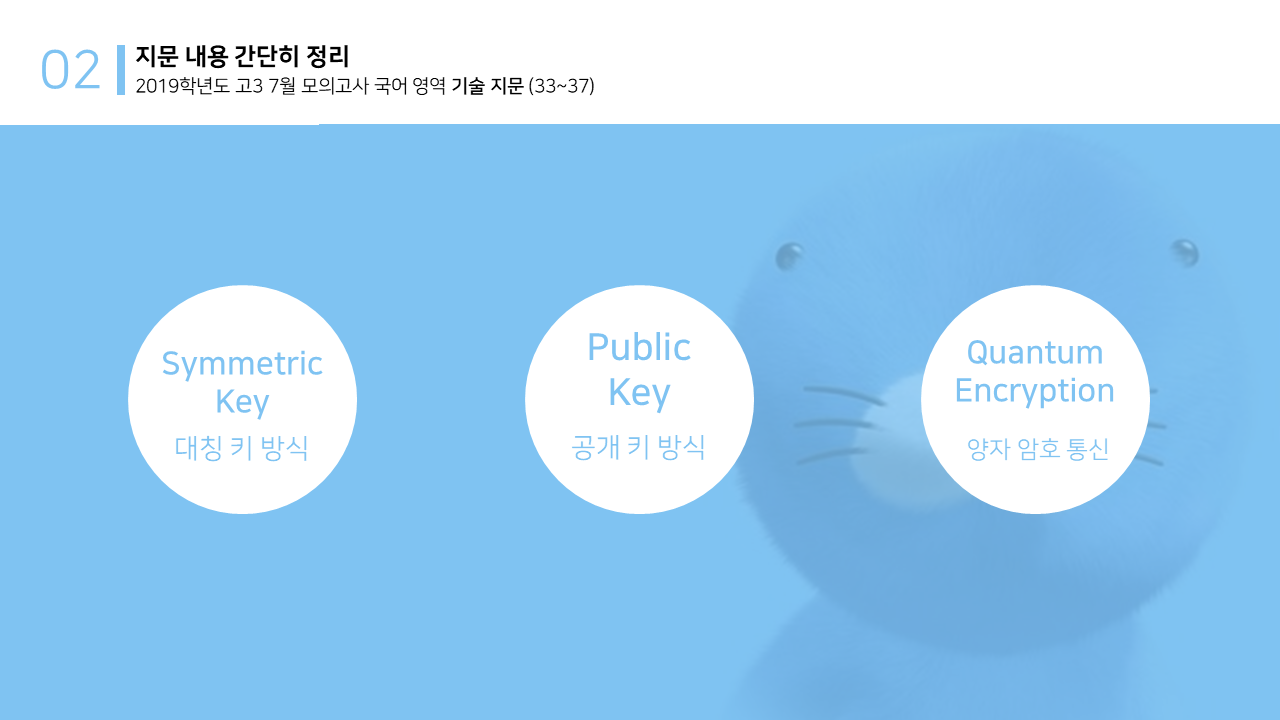 02
지문 내용 간단히 정리
2019학년도 고3 7월 모의고사 국어 영역 기술 지문 (33~37)
Symmetric
Key
대칭 키 방식
Public
Key
공개 키 방식
Quantum
Encryption
양자 암호 통신